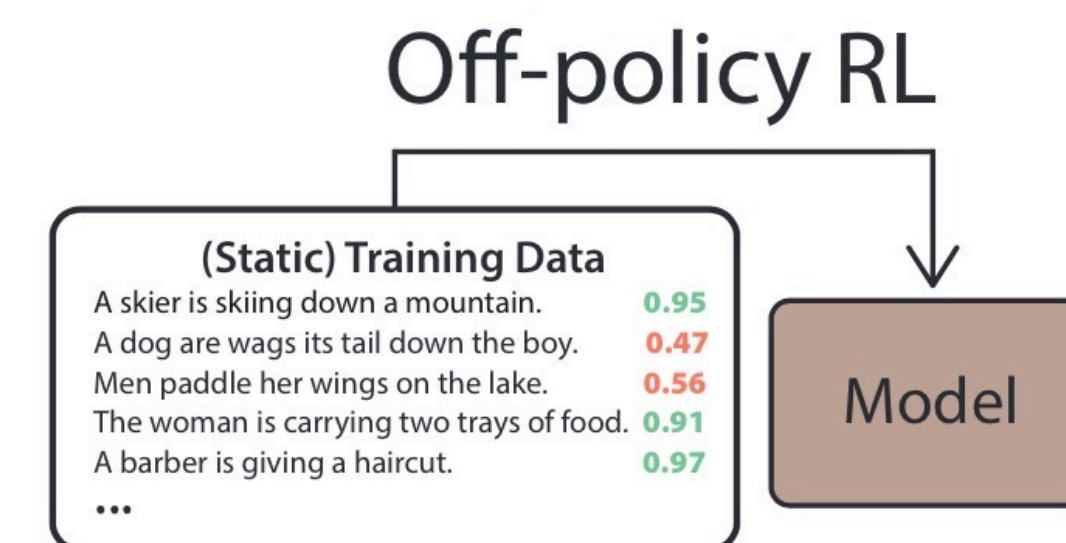 Off-policy RL
(Static) Training Data
A skier is skiing down a mountain. 0.95
A dog are wags its tail down the boy. 0.47
Men paddle her wings on the lake. 0.56
The woman is carrying two trays of food. 0.91
A barber is giving a haircut. 0.97
...
Model